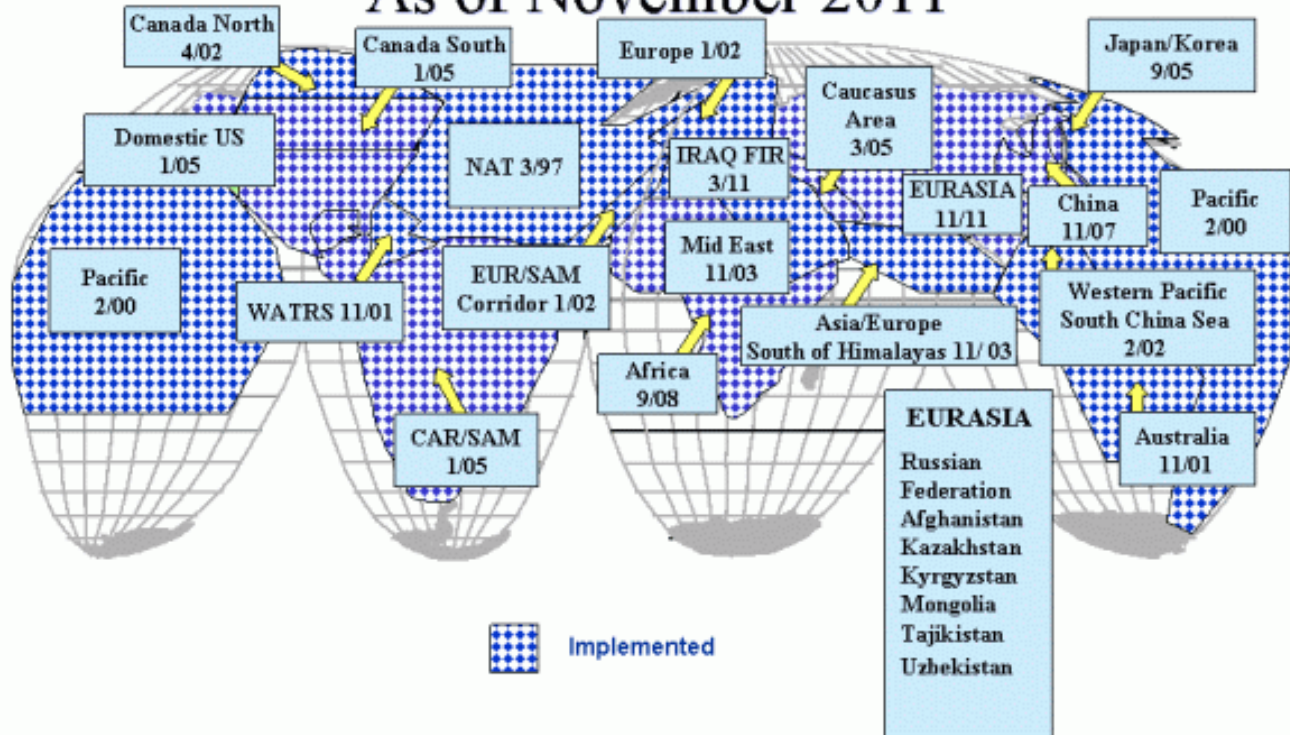 As of November 2011
Canada North
4/02
Canada South
1/05
Europe 1/02
Japan/Korea
9/05
Caucasus
Area
3/05
Domestic US
1/05
NAT 3/97
IRAQ FIR
3/11
EURASIA
11/11
China
11/07
Pacific
2/00
Pacific
2/00
Mid East
11/03
EUR/SAM
Corridor 1/02
WATRS 11/01
Western Pacific
South China Sea
2/02
Asia/Europe
South of Himalayas 11/ 03
Africa
9/08
CAR/SAM
1/05
Australia
11/01
EURASIA
Russian
Federation
Afghanistan
Kazakhstan
Kyrgyzstan
Mongolia
Tajikistan
Uzbekistan
Implemented